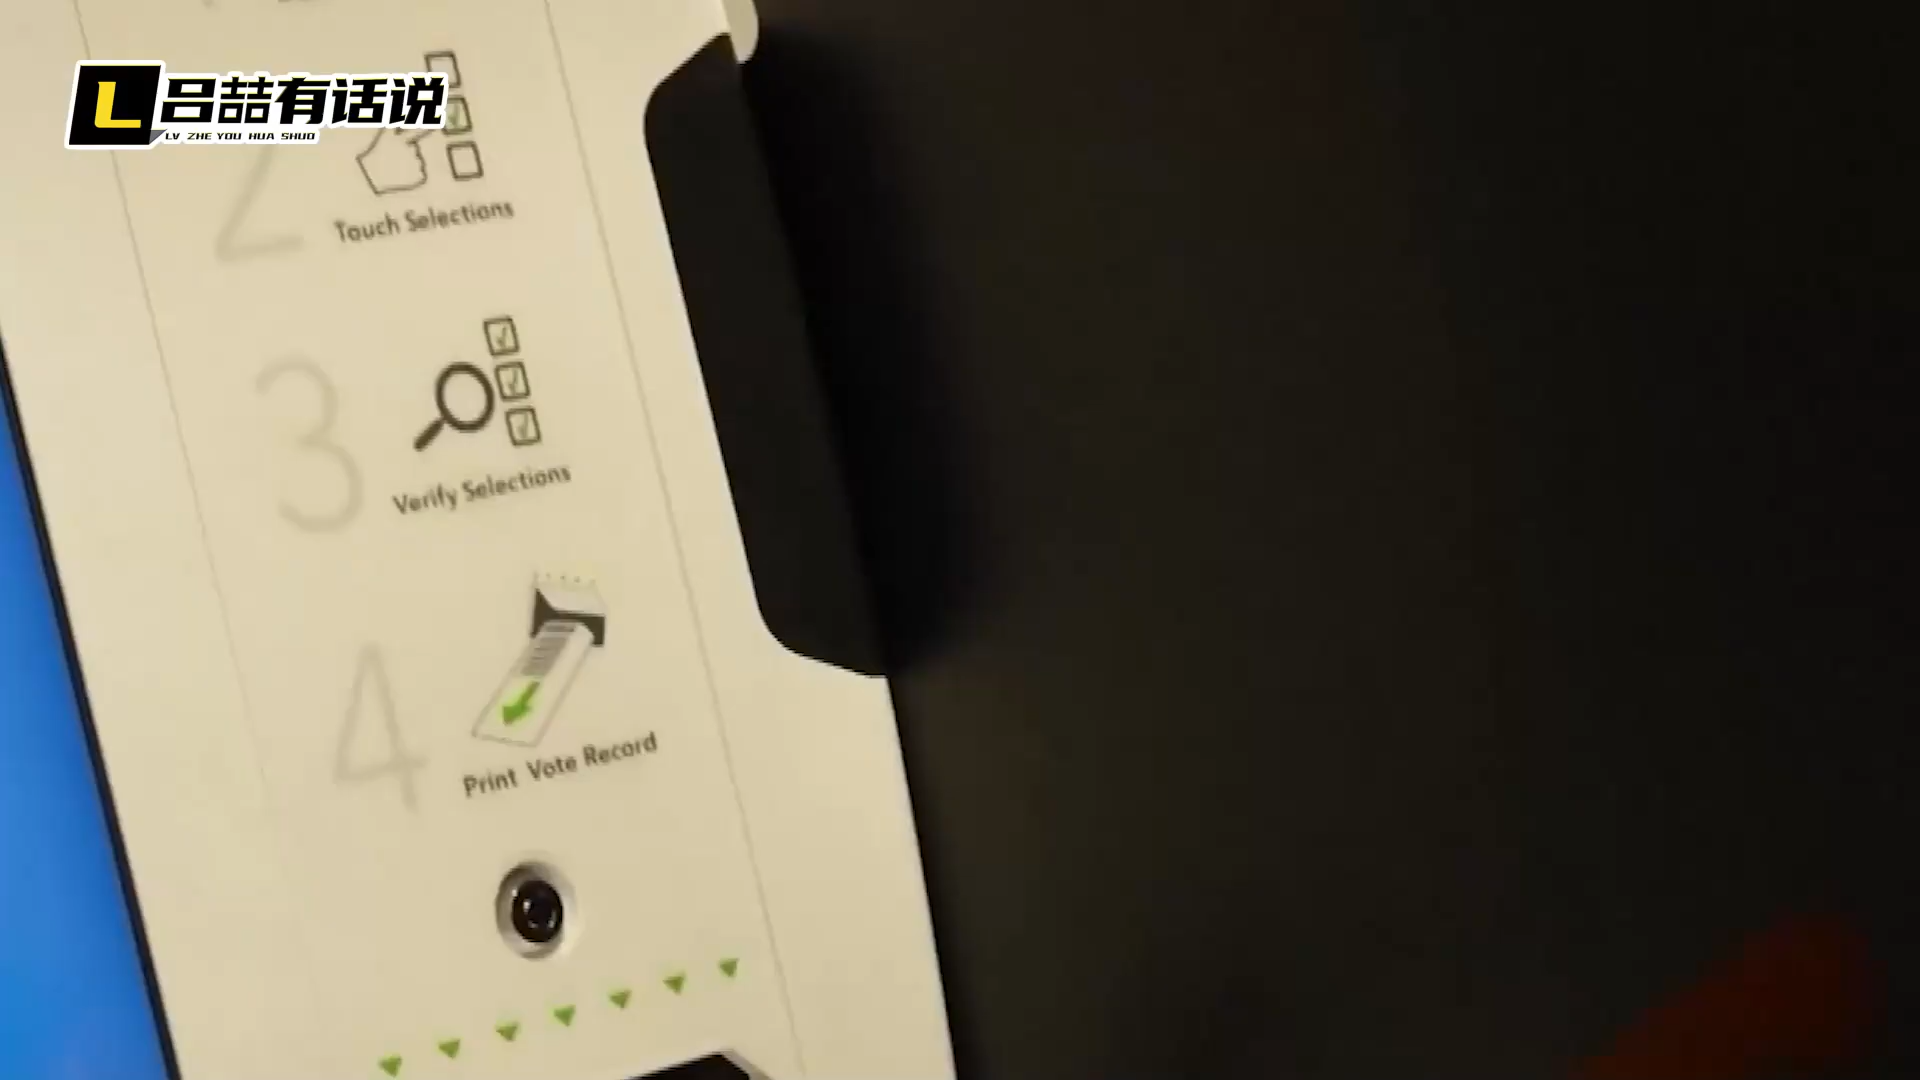 L吕喆有话说
LV ZHE YOU HUA SHUO
2
Touch Selections
3
Verify Selections
4
Print Vote Record